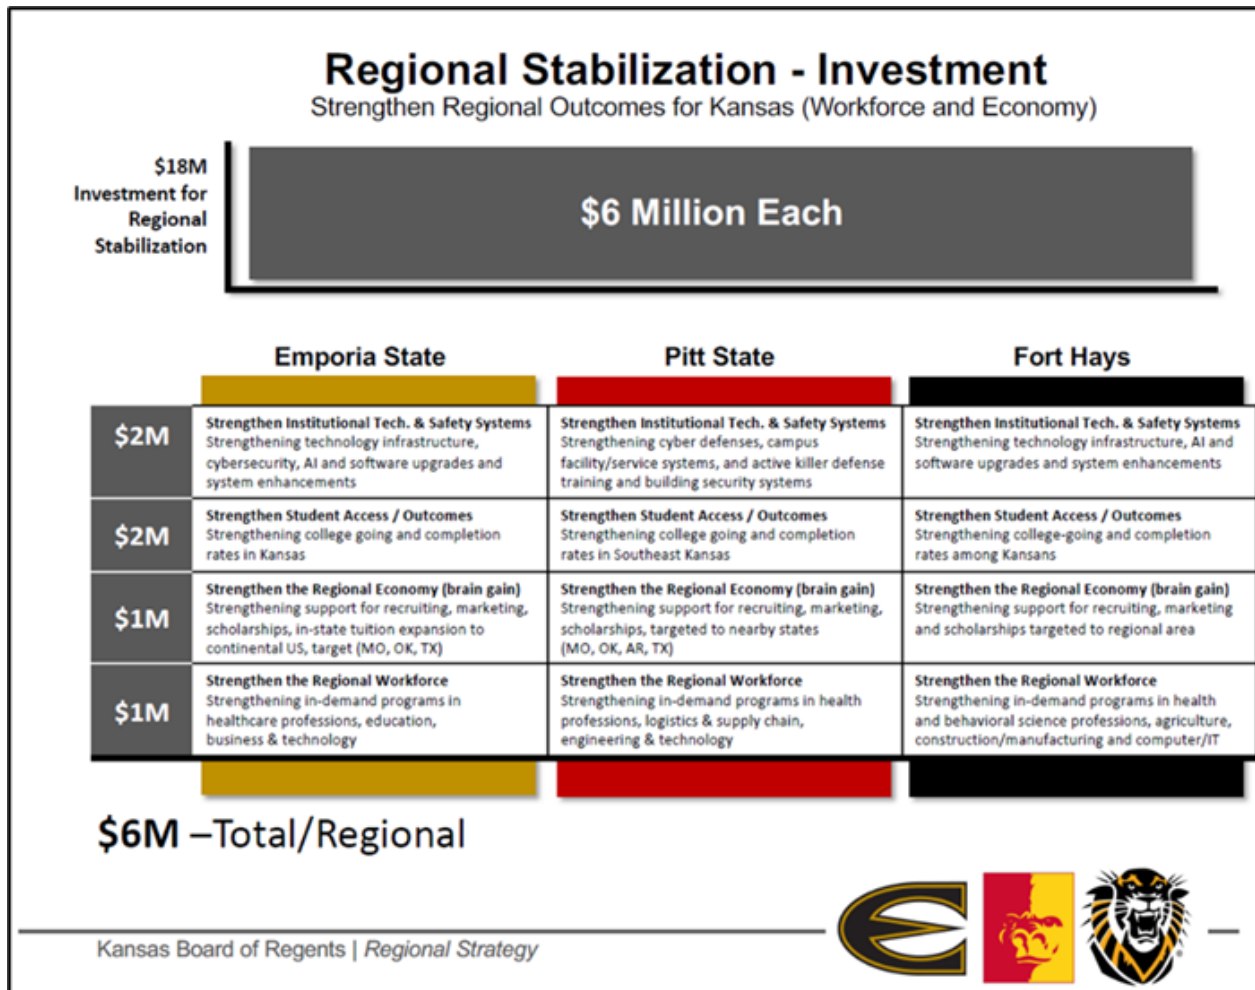 Regional Stabilization - Investment
Strengthen Regional Outcomes for Kansas (Workforce and Economy)
$18M
Investment for
Regional
Stabilization
$6 Million Each
Emporia State
Pitt State
Fort Hays
$2M
Strengthen Institutional Tech. & Safety Systems
Strengthening technology infrastructure,
cybersecurity, AI and software upgrades and
system enhancements
Strengthen Institutional Tech. & Safety Systems
Strengthening cyber defenses, campus
facility/service systems, and active killer defense
training and building security systems
Strengthen Institutional Tech. & Safety Systems
Strengthening technology infrastructure, AI and
software upgrades and system enhancements
$2M
Strengthen Student Access / Outcomes
Strengthening college going and completion
rates in Kansas
Strengthen Student Access / Outcomes
Strengthening college going and completion
rates in Southeast Kansas
Strengthen Student Access / Outcomes
Strengthening college-going and completion
rates among Kansans
$1M
Strengthen the Regional Economy (brain gain)
Strengthening support for recruiting, marketing,
scholarships, in-state tuition expansion to
continental US, target (MO, OK, TX)
Strengthen the Regional Economy (brain gain)
Strengthening support for recruiting, marketing,
scholarships, targeted to nearby states
(MO, OK, AR, TX)
Strengthen the Regional Economy (brain gain)
Strengthening support for recruiting, marketing
and scholarships targeted to regional area
$1M
Strengthen the Regional Workforce
Strengthening in-demand programs in
healthcare professions, education,
business & technology
Strengthen the Regional Workforce
Strengthening in-demand programs in health
professions, logistics & supply chain,
engineering & technology
Strengthen the Regional Workforce
Strengthening in-demand programs in health
and behavioral science professions, agriculture,
construction/manufacturing and computer/IT
$6M –Total/Regional
E
Kansas Board of Regents | Regional Strategy